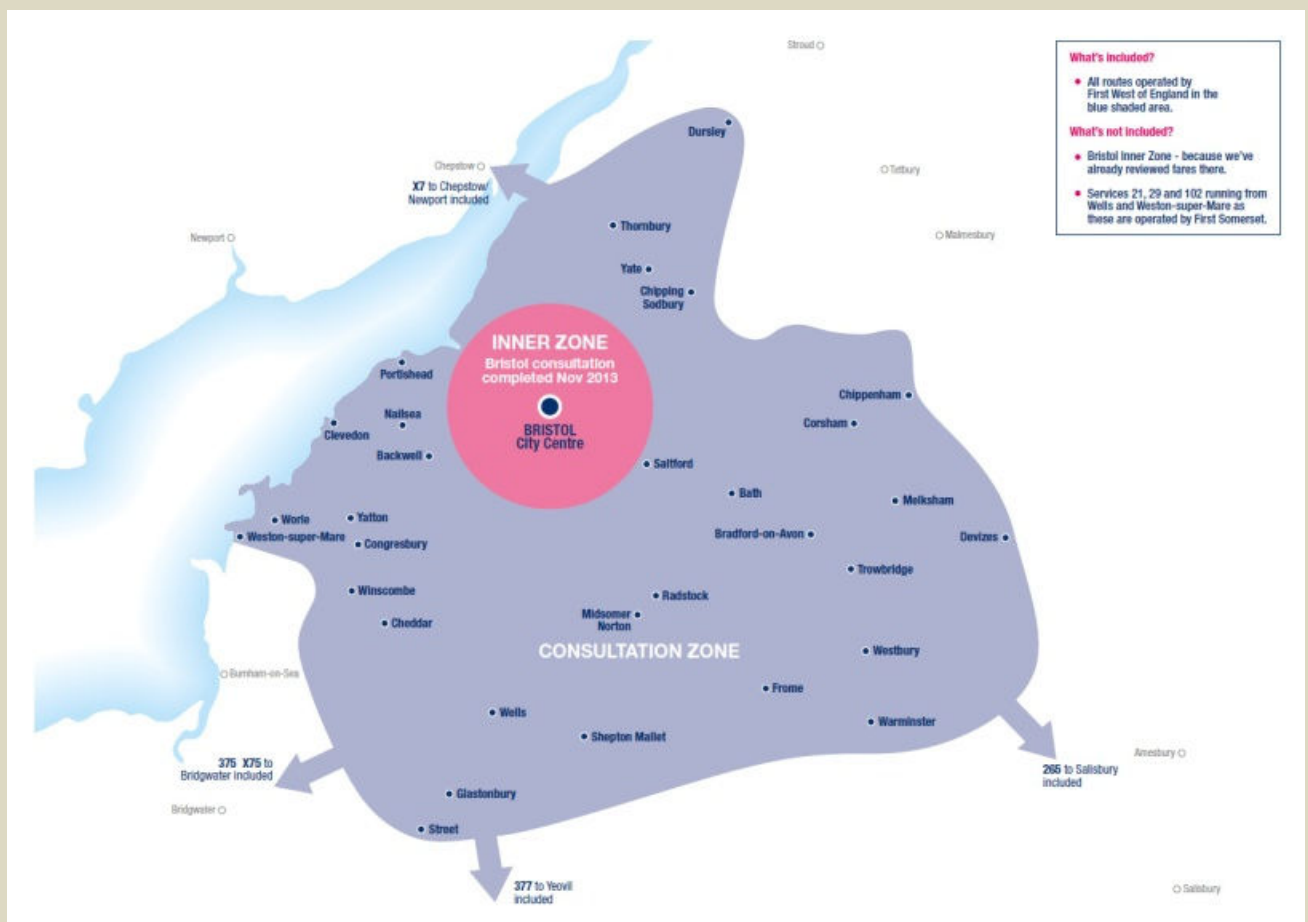 Stroud
What's included?
All routes operated by
First West of England in the
blue shaded area.
What's not included?
Bristol Inner Zone - because we've
already reviewed fares there.
Services 21, 29 and 102 running from
Wells and Weston-super-Mare as
these are operated by First Somerset.
Dursley
Chepstow
X7 to Chepstow/
Newport included
Tetbury
Newport
Thornbury
Malmesbury
Yate
Chipping
Sodbury
INNER ZONE
Bristol consultation
completed Nov 2013
BRISTOL
City Centre
Portishead
Nailsea
Clevedon
Backwell
Chippenham
Corsham
Saltford
Bath
Melksham
Bradford-on-Avon
Devizes
Worle
Yatton
Weston-super-Mare
Congresbury
Trowbridge
Winscombe
Radstock
Cheddar
Midsomer
Norton
CONSULTATION ZONE
Westbury
Burnham-on-Sea
Frome
Wells
Warminster
Shepton Mallet
375 X75 to
Bridgwater included
Amesbury
265 to Salisbury
included
Bridgwater
Glastonbury
Street
377 to Yeovil
included
Salisbury